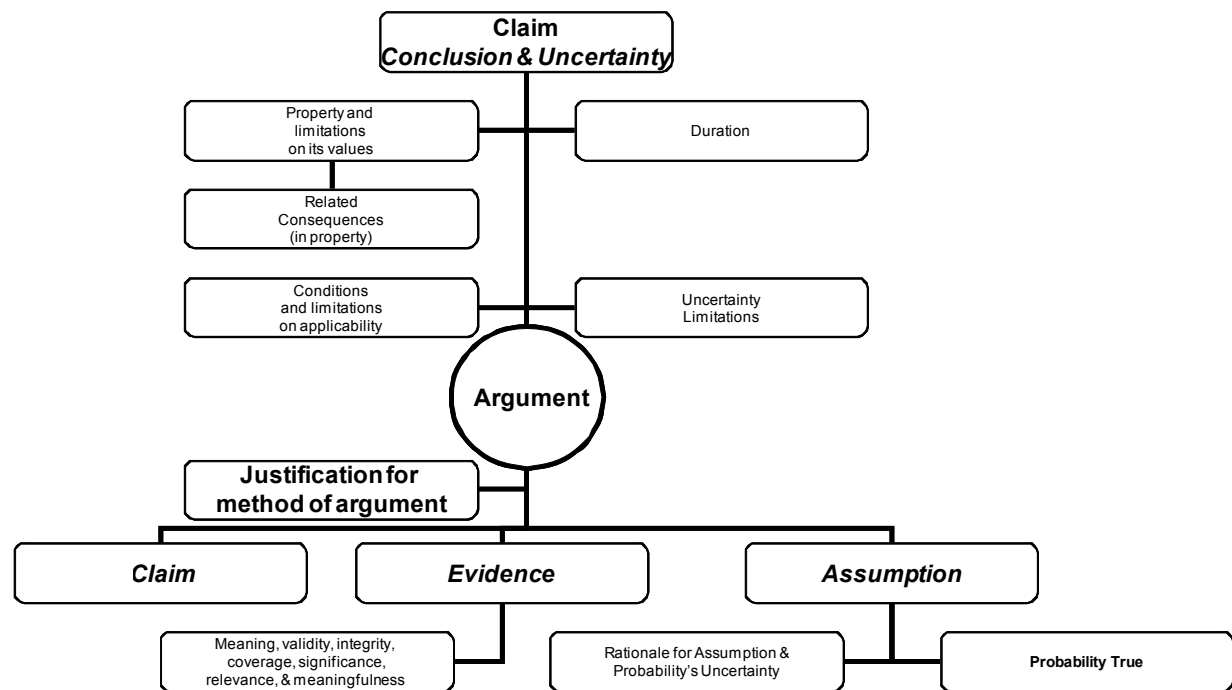 Claim
Conclusion & Uncertainty
Property and
limitations
on its values
Duration
Related
Consequences
(in property)
Conditions
and limitations
on applicability
Uncertainty
Limitations
Argument
Justification for
method of argument
Claim
Evidence
Assumption
Meaning, validity, integrity,
coverage, significance,
relevance, & meaningfulness
Rationale for Assumption &
Probability's Uncertainty
Probability True